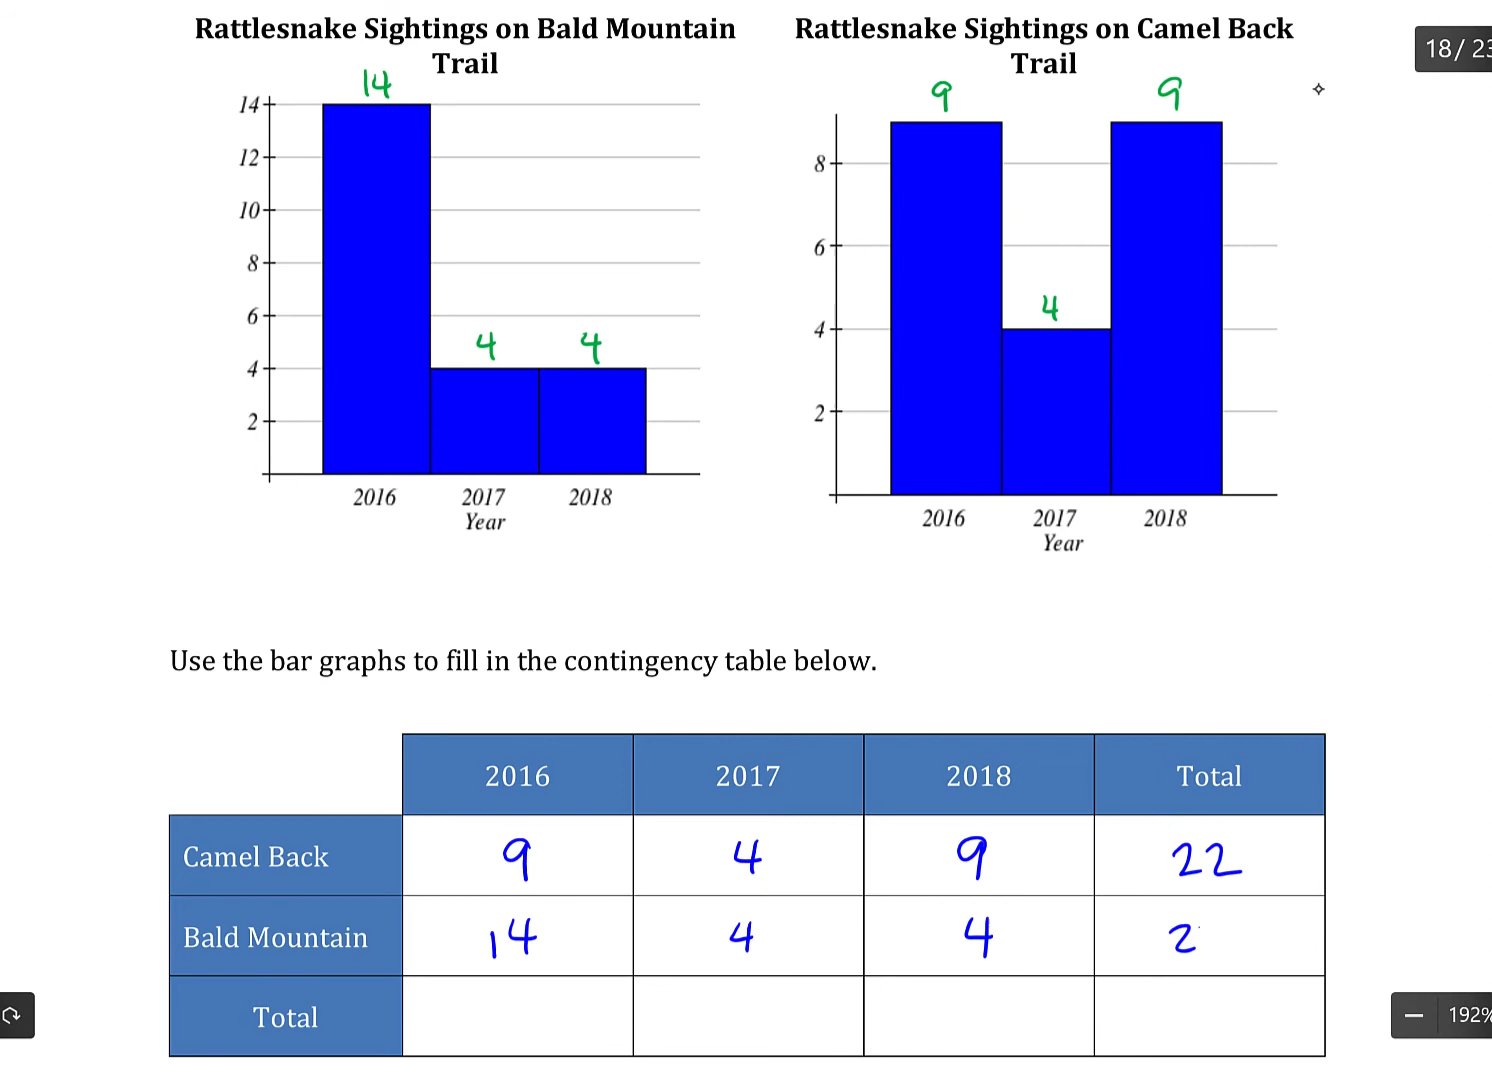 Rattlesnake Sightings on Bald Mountain
Trail
14
14
12
10
8
6
4
2
4
4
2016 2017 2018
Year
Rattlesnake Sightings on Camel Back
Trail
9
9
8
6
4
4
2
2016 2017 2018
Year
18 / 23
Use the bar graphs to fill in the contingency table below.
2016 2017 2018 Total
Camel Back 9 4 9 22
Bald Mountain 14 4 4 2
Total
192%